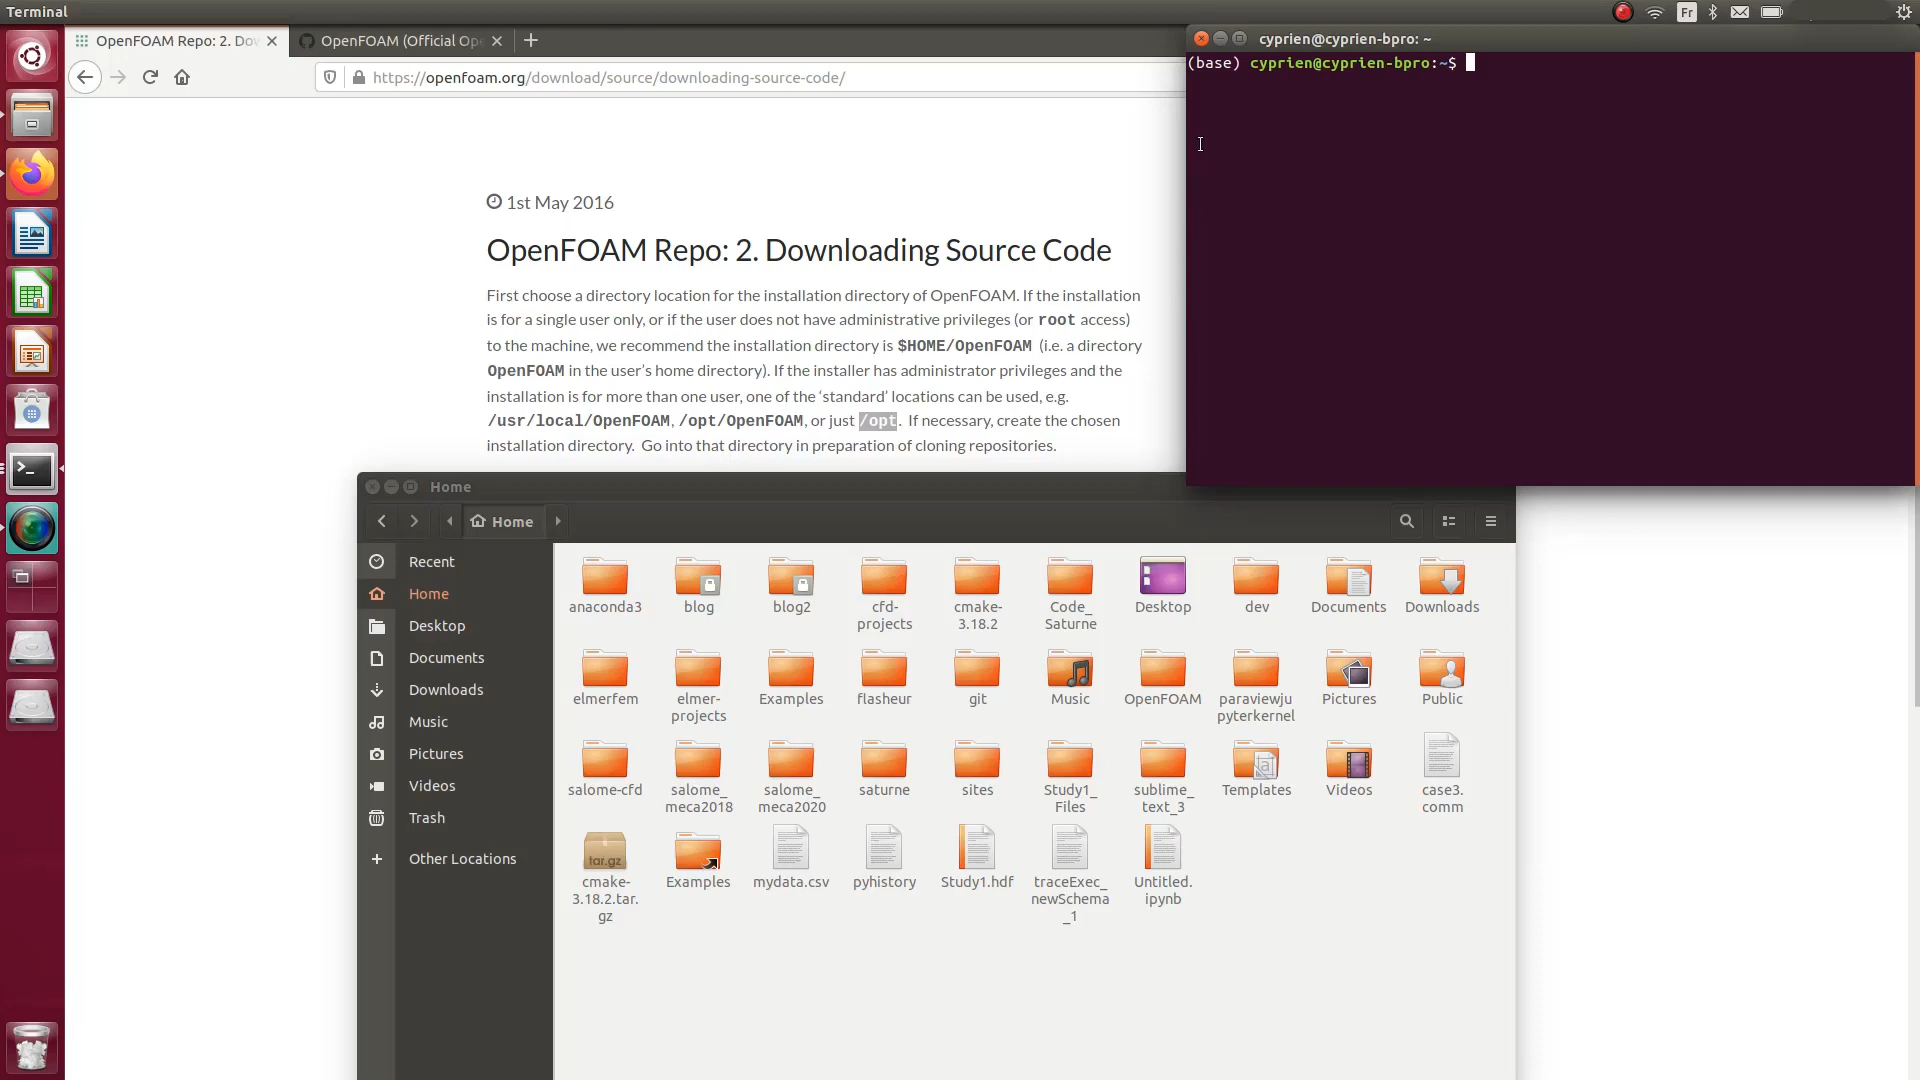 Terminal
Fr
OpenFOAM Repo: 2. Dow
OpenFOAM (Official Ope
https://openfoam.org/download/source/downloading-source-code/
cyprien@cyprien-bpro: ~
(base) cyprien@cyprien-bpro:~$
1st May 2016
OpenFOAM Repo: 2. Downloading Source Code
First choose a directory location for the installation directory of OpenFOAM. If the installation
is for a single user only, or if the user does not have administrative privileges (or root access)
to the machine, we recommend the installation directory is $HOME/OpenFOAM (i.e. a directory
OpenFOAM in the user's home directory). If the installer has administrator privileges and the
installation is for more than one user, one of the ‘standard’ locations can be used, e.g.
/usr/local/OpenFOAM, /opt/OpenFOAM, or just /opt. If necessary, create the chosen
installation directory. Go into that directory in preparation of cloning repositories.
Home
Home
Recent
Home
Desktop
Documents
Downloads
Music
Pictures
Videos
Trash
Other Locations
anaconda3
blog
blog2
cfd-
projects
cmake-
3.18.2
Code_
Saturne
Desktop
dev
Documents
Downloads
elmerfem
elmer-
projects
Examples
flasheur
git
Music
OpenFOAM
paraviewju
pyterkernel
Pictures
Public
salome-cfd
salome_
meca2018
salome_
meca2020
saturne
sites
Study1_
Files
sublime_
text_3
Templates
Videos
case3.
comm
tar.gz
cmake-
3.18.2.tar.
gz
Examples
mydata.csv
pyhistory
Study1.hdf
traceExec_
newSchema
_1
Untitled.
ipynb